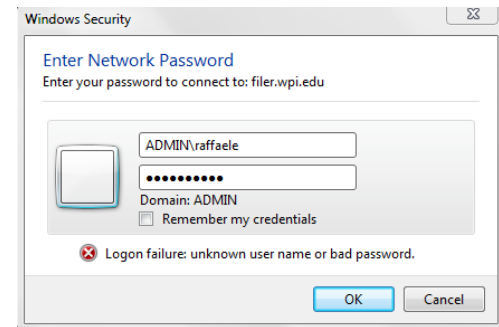 Windows Security
Enter Network Password
Enter your password to connect to: filer.wpi.edu
ADMIN\raffaele
●●●●●●●●●●
Domain: ADMIN
Remember my credentials
Logon failure: unknown user name or bad password.
OK Cancel